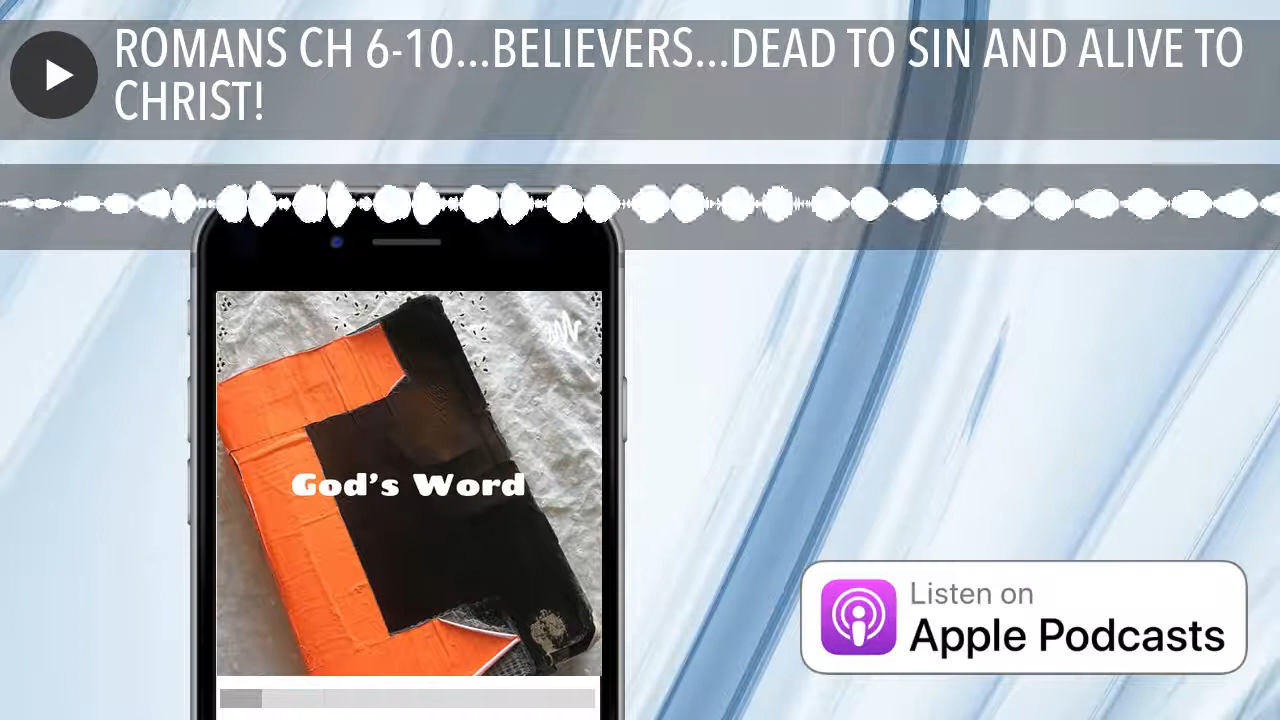 ROMANS CH 6-10...BELIEVERS...DEAD TO SIN AND ALIVE TO
CHRIST!
God's Word
Listen on
Apple Podcasts